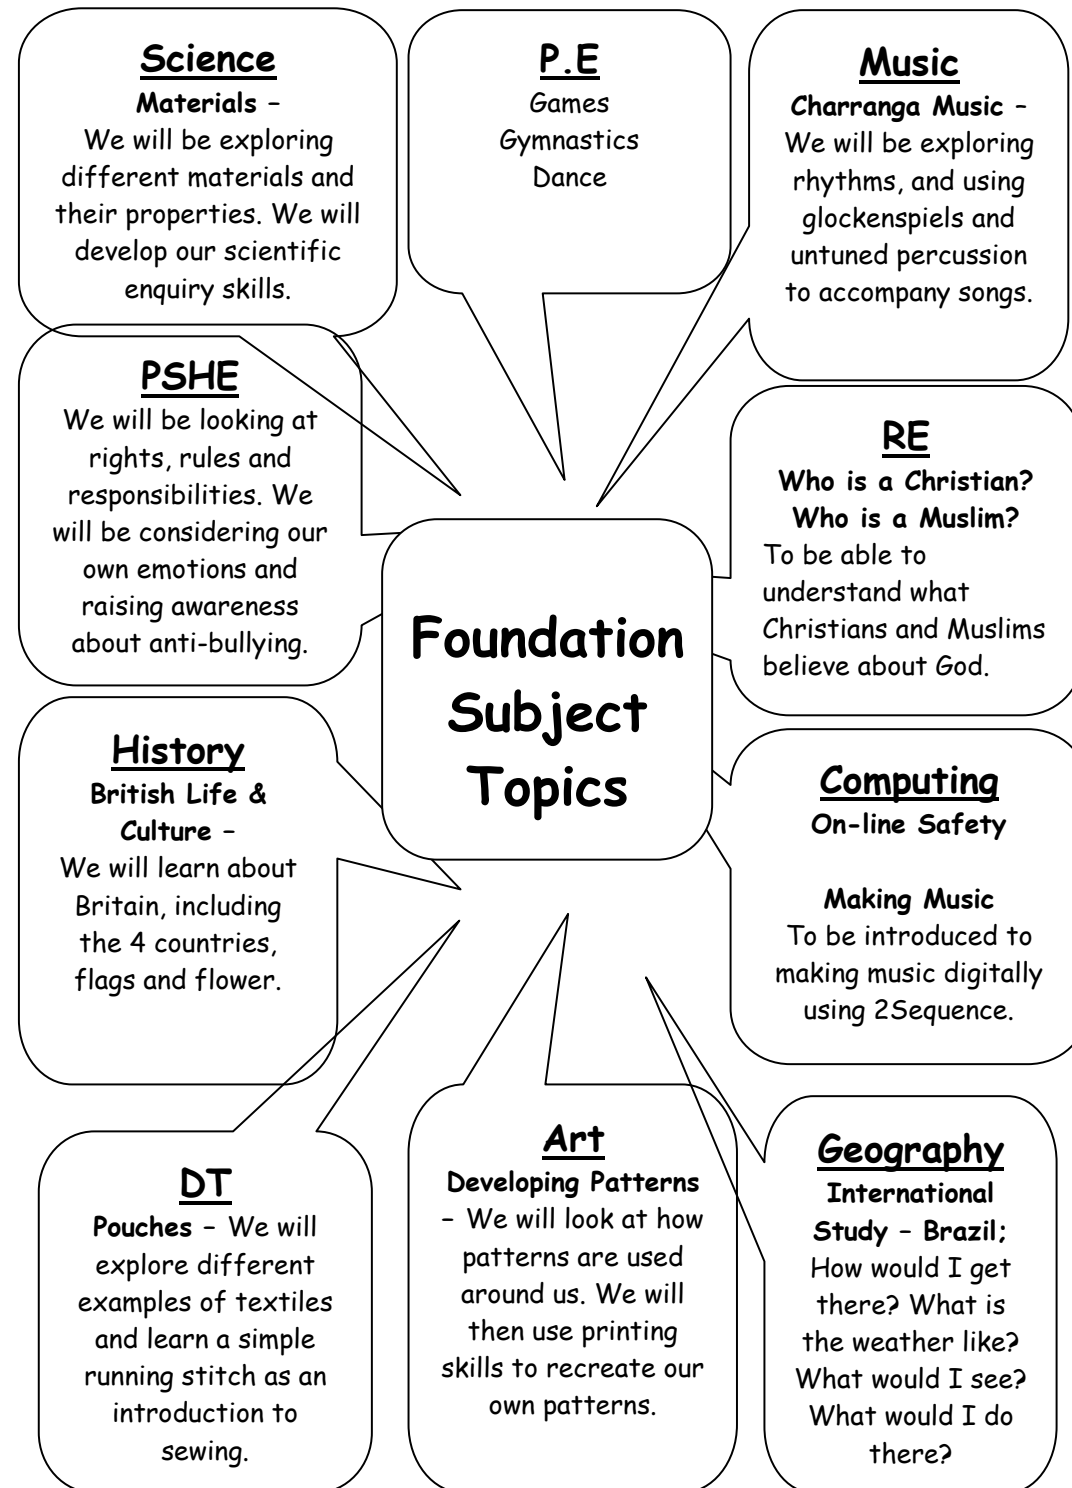 Science
Materials –
We will be exploring
different materials and
their properties. We will
develop our scientific
enquiry skills.
P.E
Games
Gymnastics
Dance
Music
Charranga Music –
We will be exploring
rhythms, and using
glockenspiels and
untuned percussion
to accompany songs.
PSHE
We will be looking at
rights, rules and
responsibilities. We
will be considering our
own emotions and
raising awareness
about anti-bullying.
RE
Who is a Christian?
Who is a Muslim?
To be able to
understand what
Christians and Muslims
believe about God.
Foundation
Subject
Topics
History
British Life &
Culture –
We will learn about
Britain, including
the 4 countries,
flags and flower.
Computing
On-line Safety
Making Music
To be introduced to
making music digitally
using 2Sequence.
DT
Pouches – We will
explore different
examples of textiles
and learn a simple
running stitch as an
introduction to
sewing.
Art
Developing Patterns
– We will look at how
patterns are used
around us. We will
then use printing
skills to recreate our
own patterns.
Geography
International
Study – Brazil;
How would I get
there? What is
the weather like?
What would I see?
What would I do
there?